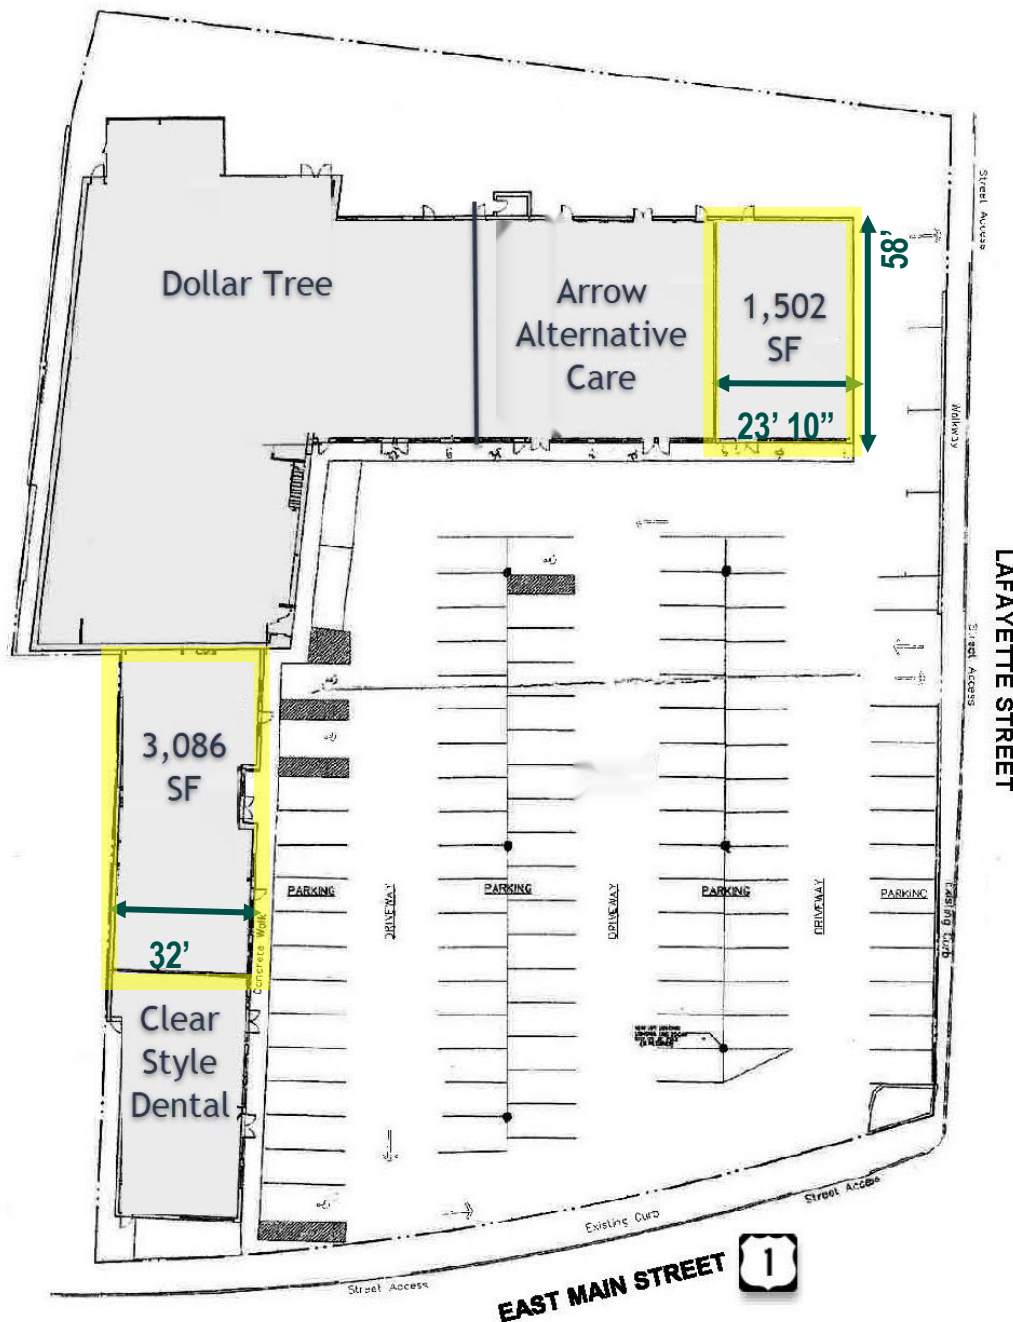 Street Access
Dollar Tree
Arrow
Alternative
Care
1,502
SF
58’
23’ 10”
Walkway
LAFAYETTE STREET
Street Access
3,086
SF
32’
PARKING
DRIVEWAY
PARKING
DRIVEWAY
PARKING
DRIVEWAY
PARKING
Existing Curb
Concrete Walk
Clear
Style
Dental
Street Access
Existing Curb
Street Access
EAST MAIN STREET
1